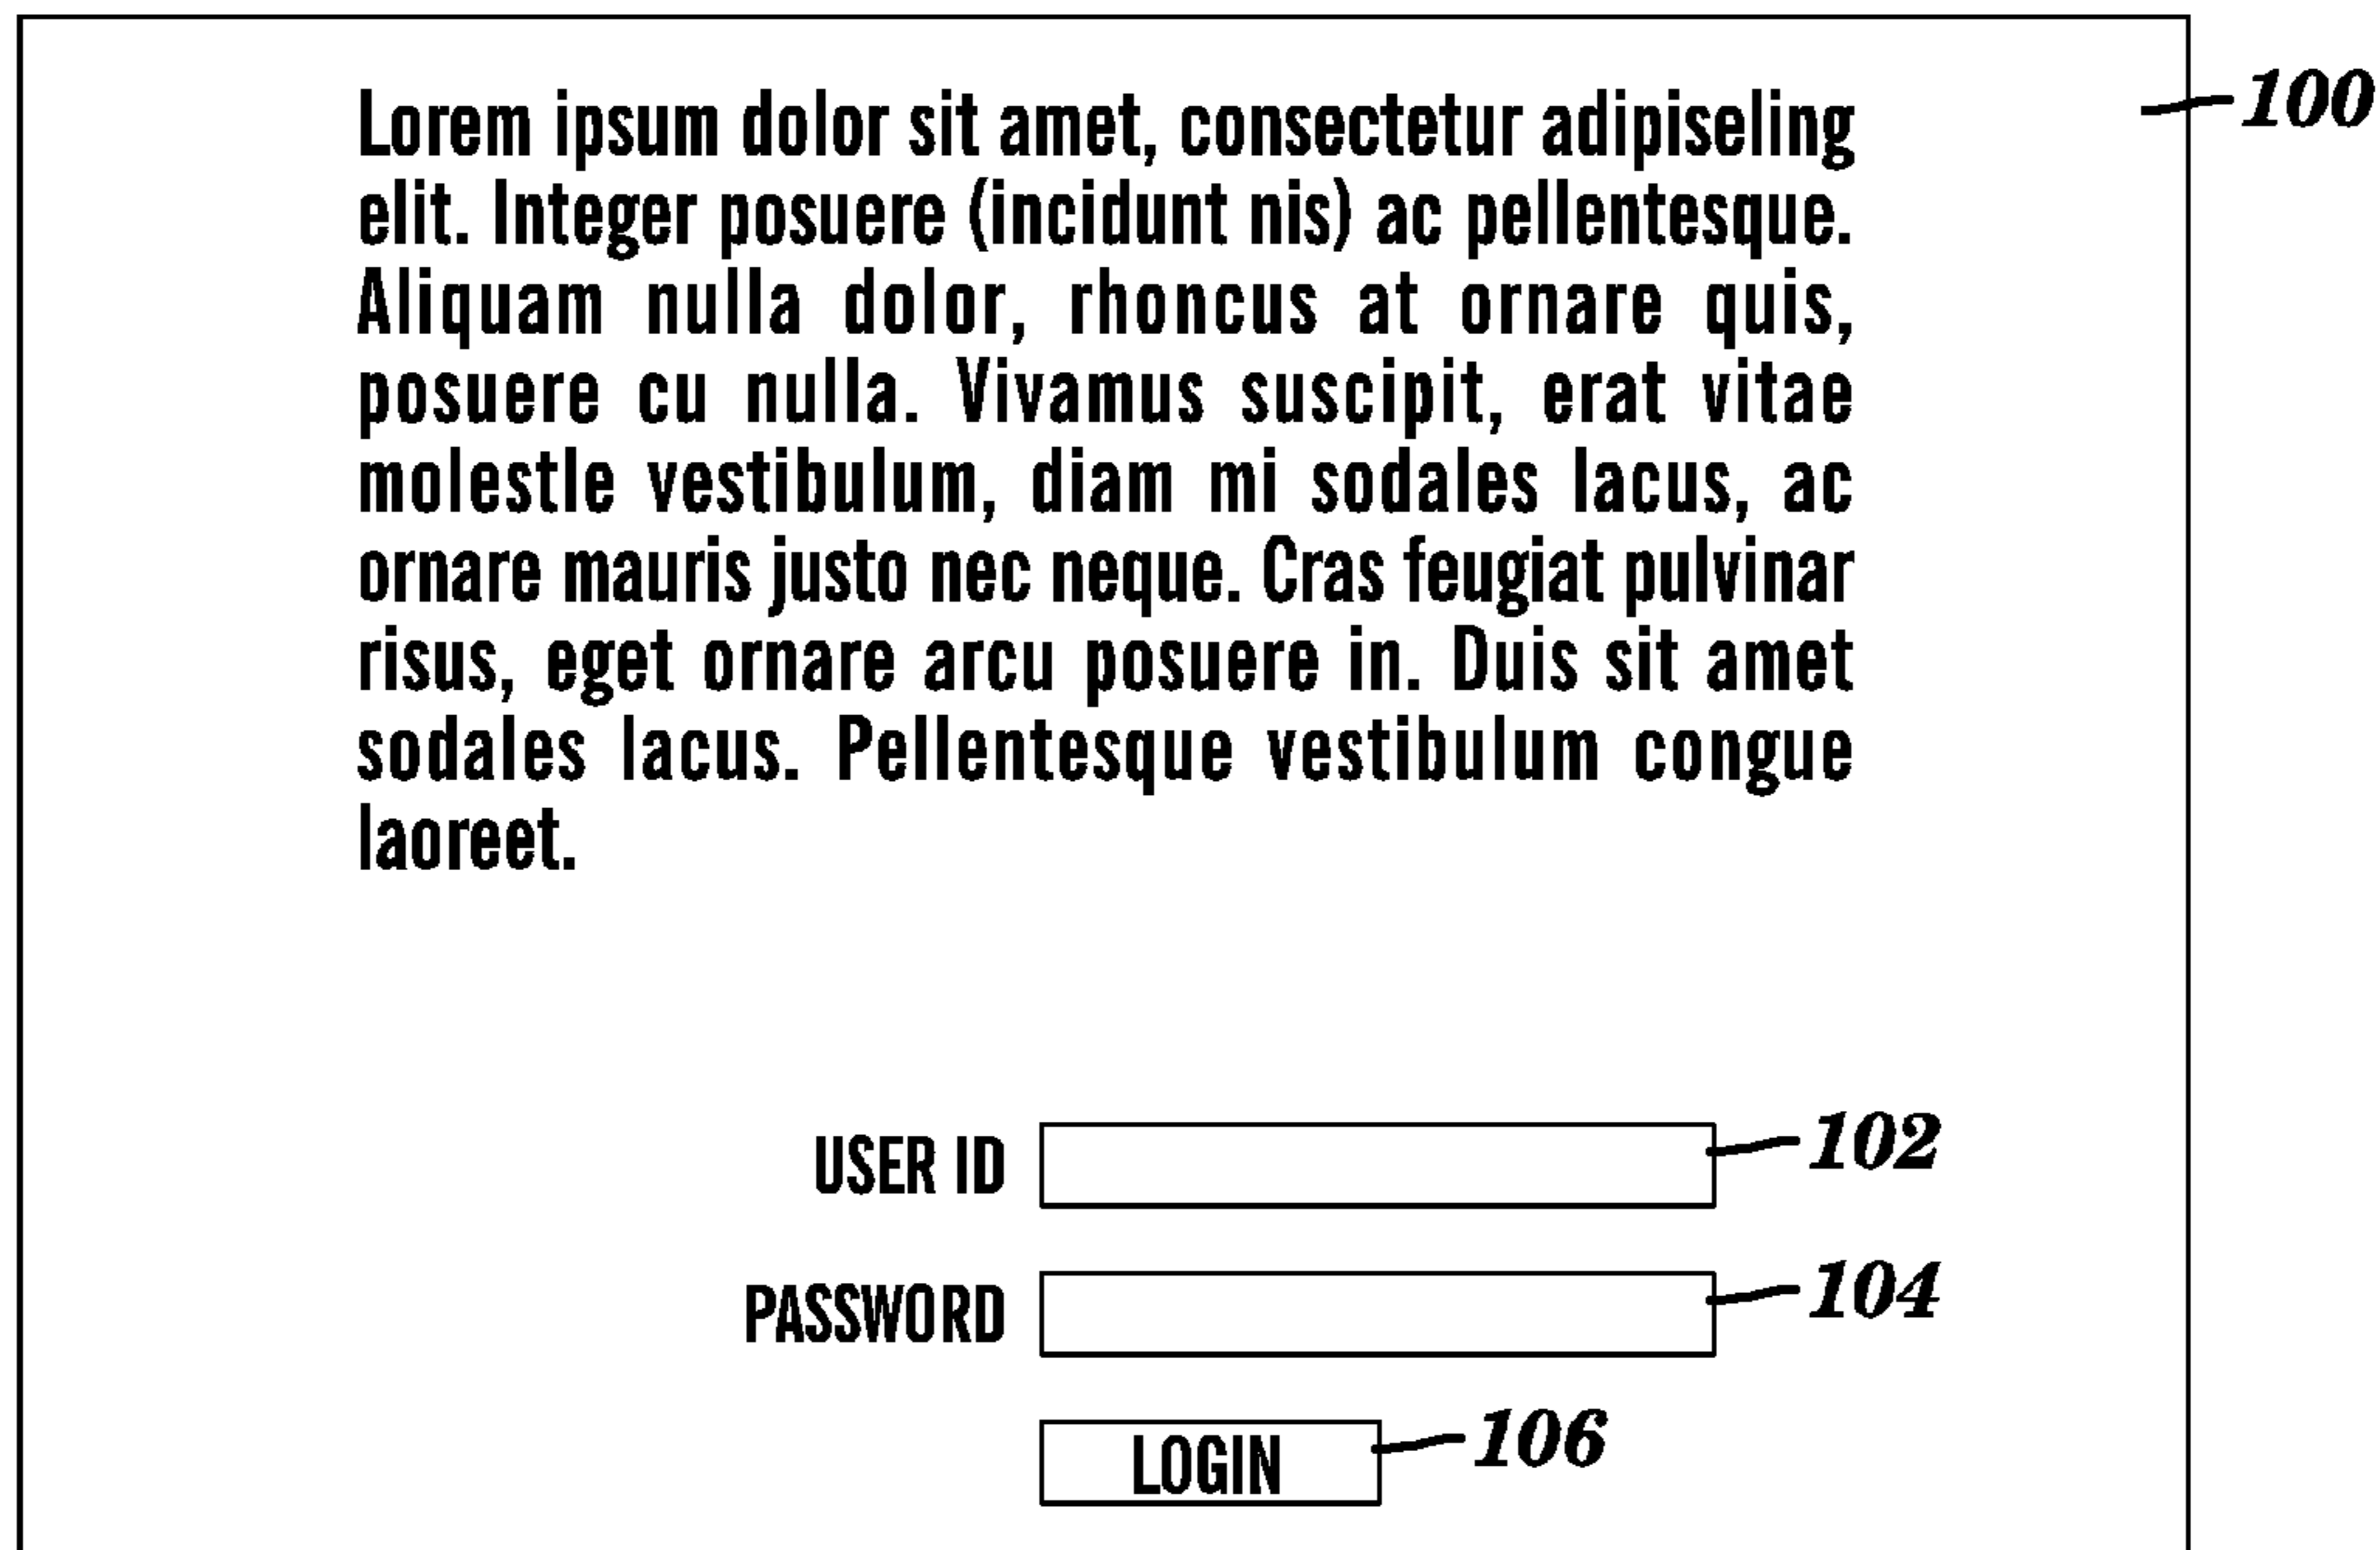 Lorem ipsum dolor sit amet, consectetur adipiseling
100
elit. Integer posuere (incidunt nis) ac pellentesque.
Aliquam nulla dolor, rhoncus at ornare quis,
posuere cu nulla. Vivamus suscipit, erat vitae
molestle vestibulum, diam mi sodales lacus, ac
ornare mauris justo nec neque. Cras feugiat pulvinar
risus, eget ornare arcu posuere in. Duis sit amet
sodales lacus. Pellentesque vestibulum congue
laoreet.
USER ID 102
PASSWORD 104
LOGIN 106